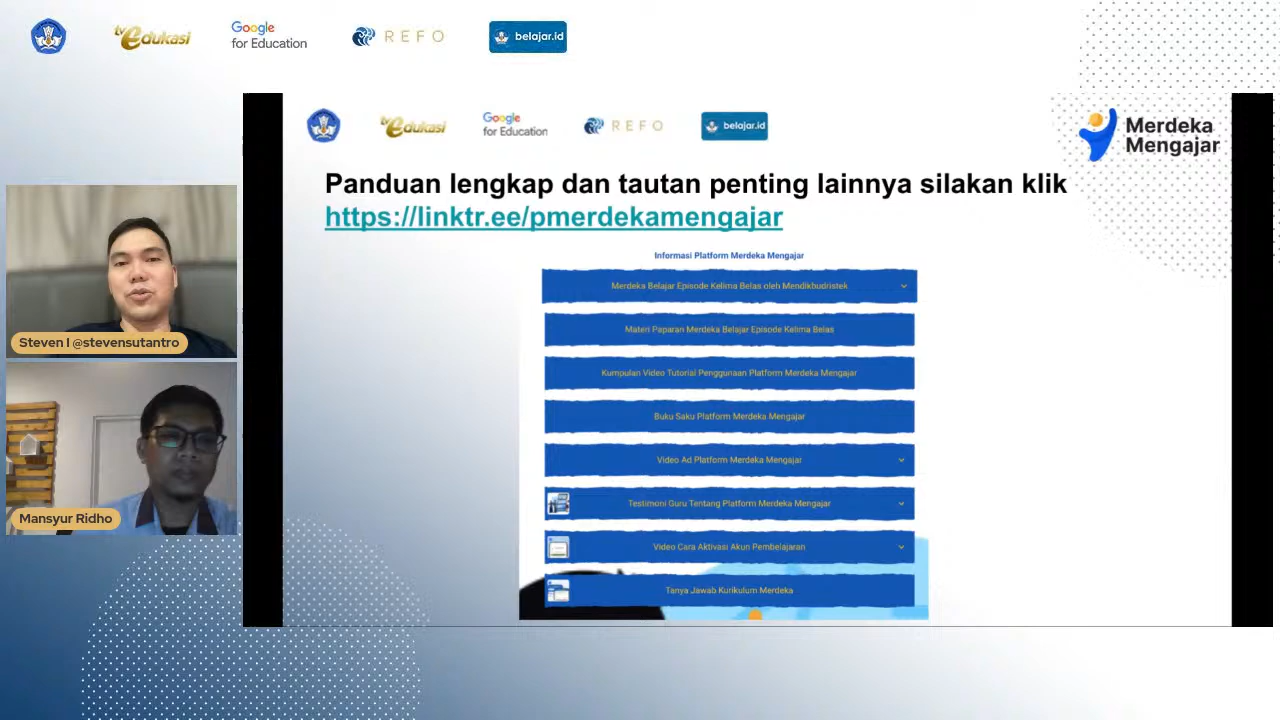 tv Edukasi
Google
for Education
REFO
belajar.id
tv Edukasi
Google
for Education
REFO
belajar.id
Merdeka
Mengajar
Panduan lengkap dan tautan penting lainnya silakan klik
https://linktr.ee/pmerdekamengajar
Informasi Platform Merdeka Mengajar
Merdeka Belajar Episode Kelima Belas oleh Mendikbudristek
Materi Paparan Merdeka Belajar Episode Kelima Belas
Kumpulan Video Tutorial Penggunaan Platform Merdeka Mengajar
Buku Saku Platform Merdeka Mengajar
Video Ad Platform Merdeka Mengajar
Testimoni Guru Tentang Platform Merdeka Mengajar
Video Cara Aktivasi Akun Pembelajaran
Tanya Jawab Kurikulum Merdeka
Steven I @stevensutantro
Mansyur Ridho